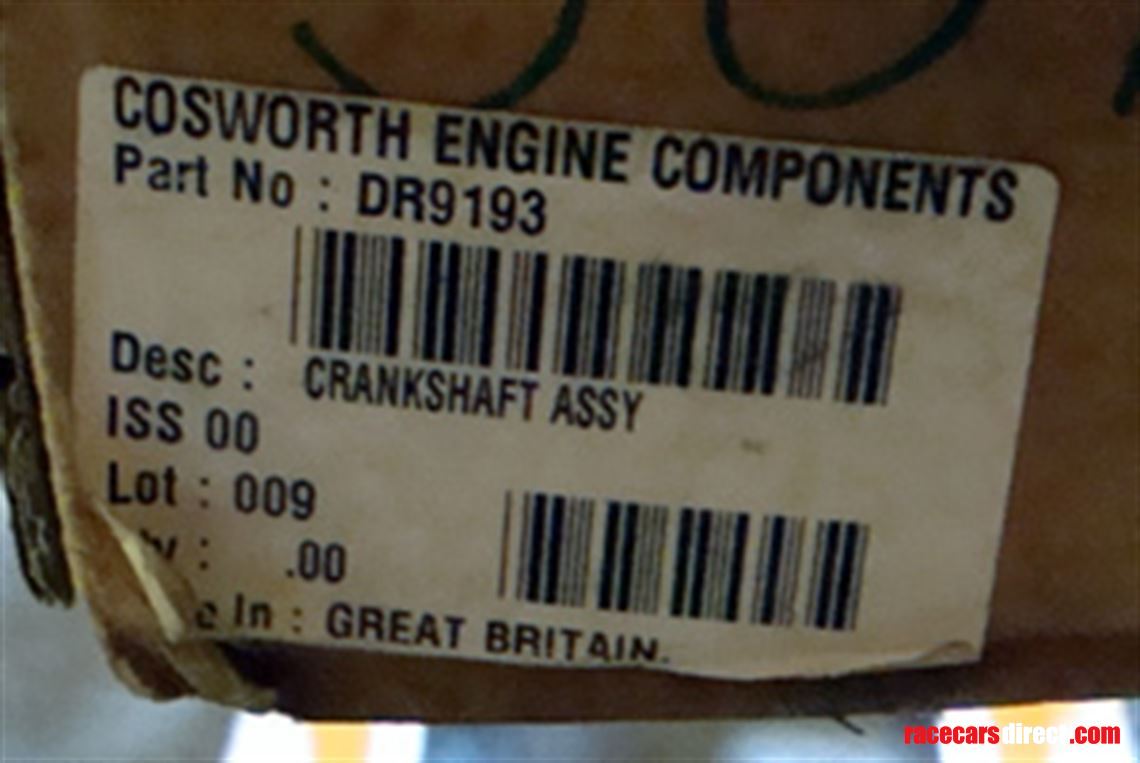 COSWORTH ENGINE COMPONENTS
Part No : DR9193
Desc : CRANKSHAFT ASSY
ISS 00
Lot : 009
: .00
In : GREAT BRITAIN.
racecarsdirect.com